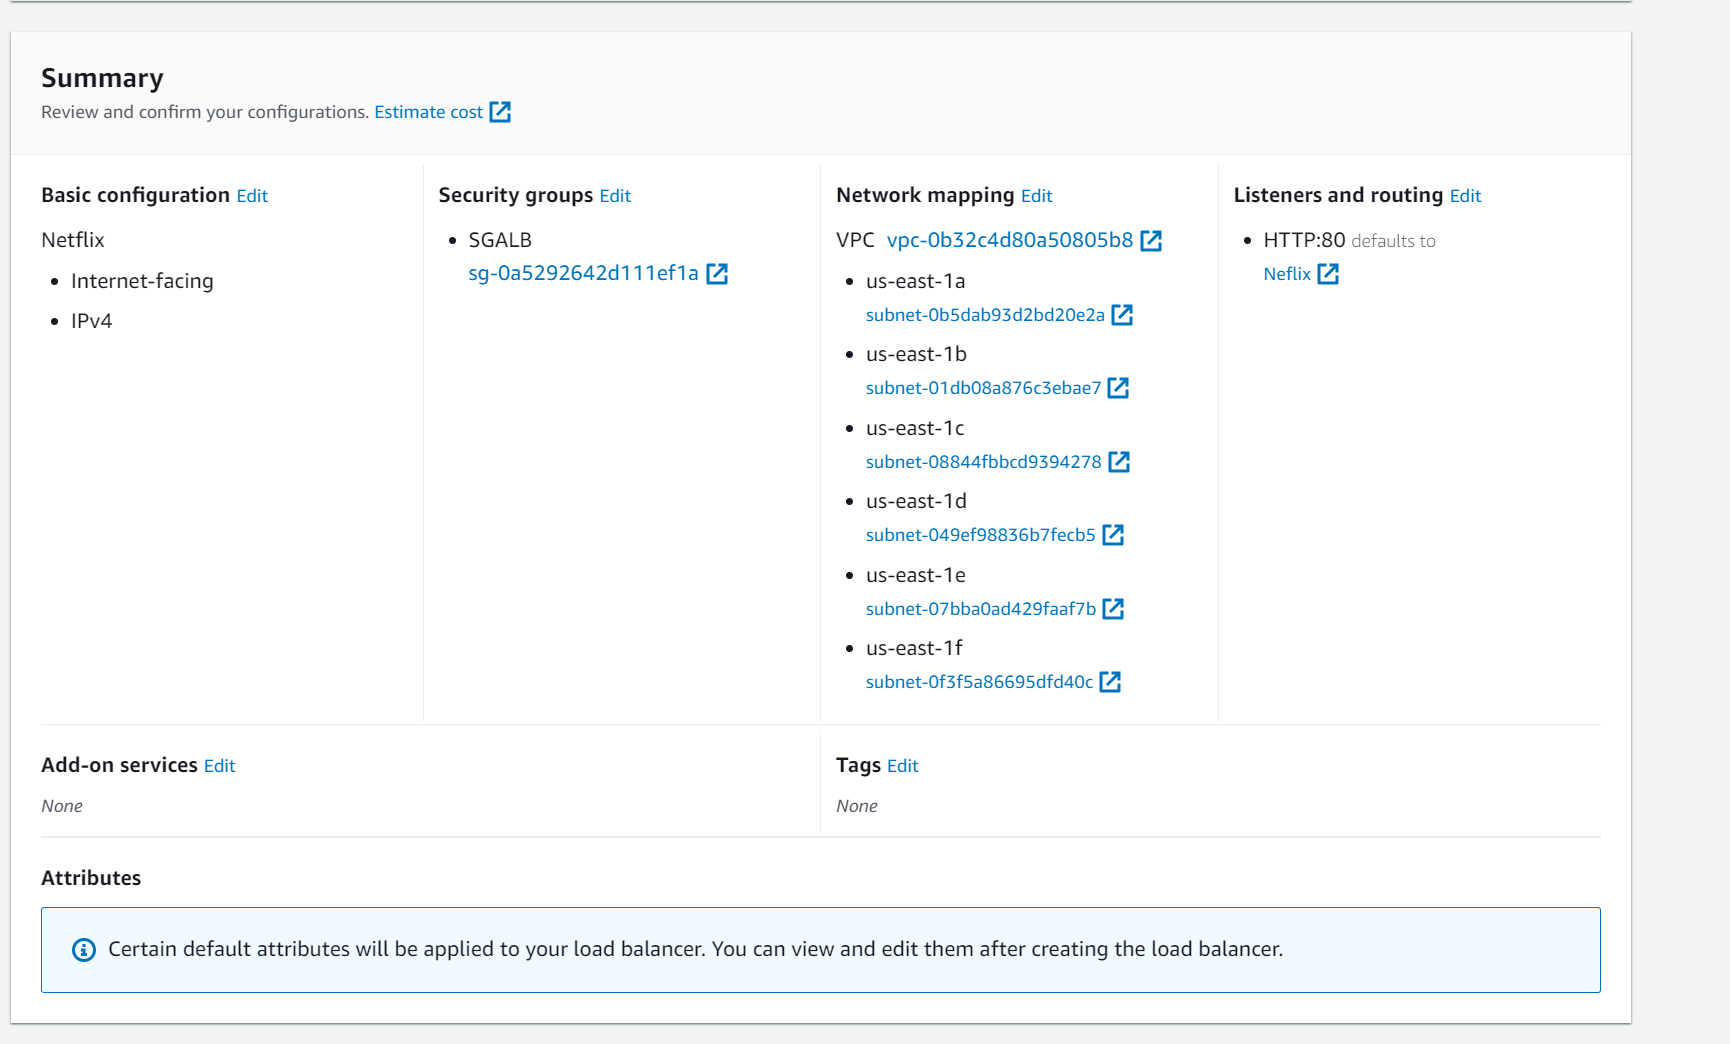 Summary
Review and confirm your configurations. Estimate cost
Basic configuration Edit
Netflix
Internet-facing
IPv4
Security groups Edit
SGALB
sg-0a5292642d111ef1a
Network mapping Edit
VPC vpc-0b32c4d80a50805b8
us-east-1a
subnet-0b5dab93d2bd20e2a
us-east-1b
subnet-01db08a876c3ebae7
us-east-1c
subnet-08844fbbcd9394278
us-east-1d
subnet-049ef98836b7fecb5
us-east-1e
subnet-07bba0ad429faaf7b
us-east-1f
subnet-0f3f5a86695dfd40c
Listeners and routing Edit
HTTP:80 defaults to
Neflix
Add-on services Edit
None
Tags Edit
None
Attributes
Certain default attributes will be applied to your load balancer. You can view and edit them after creating the load balancer.